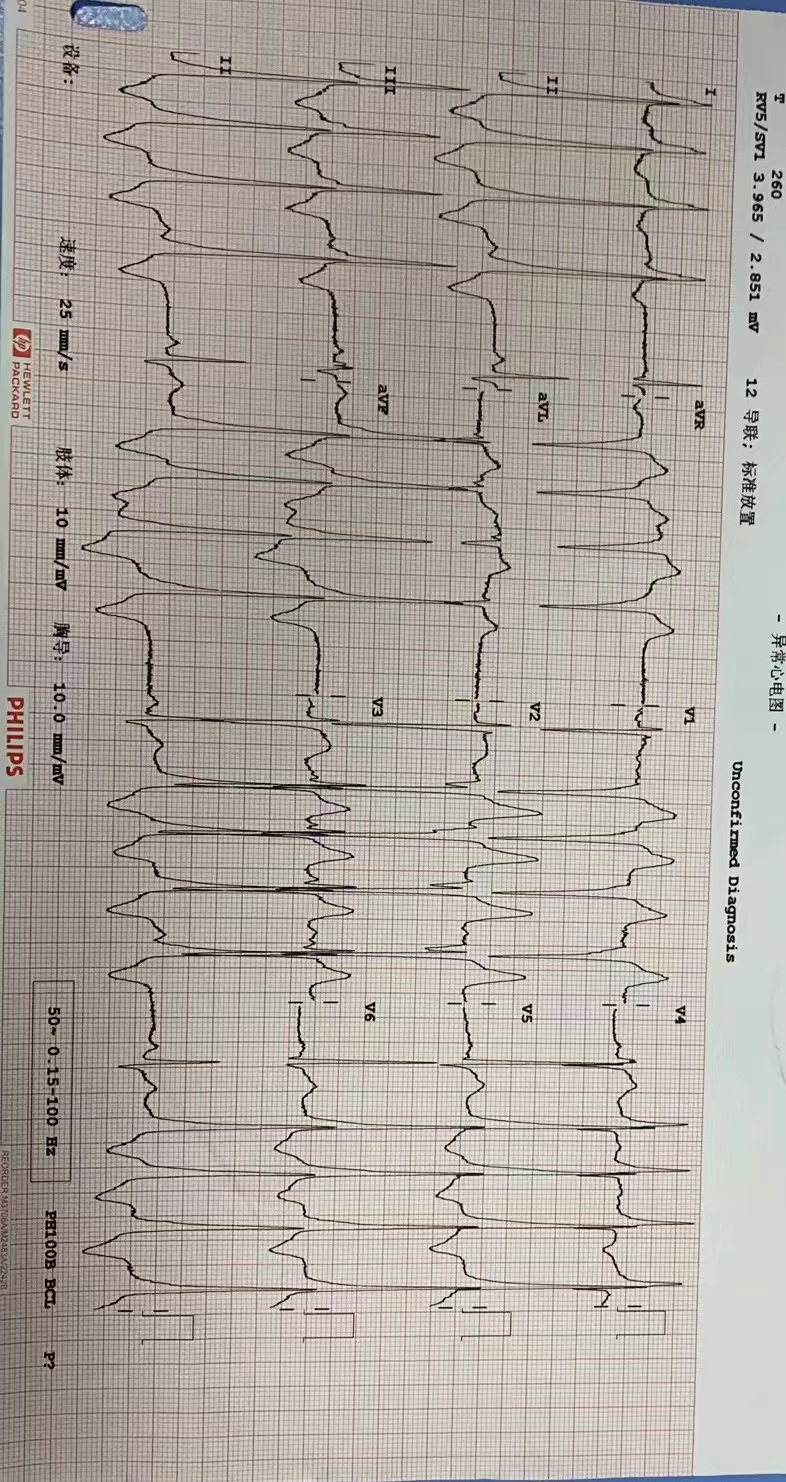 T 260
RV5/SV1 3.965 / 2.851 mV
12 导联; 标准放置
- 异常心电图 -
Unconfirmed Diagnosis
I aVR V1 V4
II aVL V2 V5
III aVF V3 V6
II
设备: 速度: 25 mm/s 肢体: 10 mm/mV 胸导: 10.0 mm/mV 50~ 0.15-100 Hz PH100B BCL P?
hp HEWLETT PACKARD PHILIPS
04